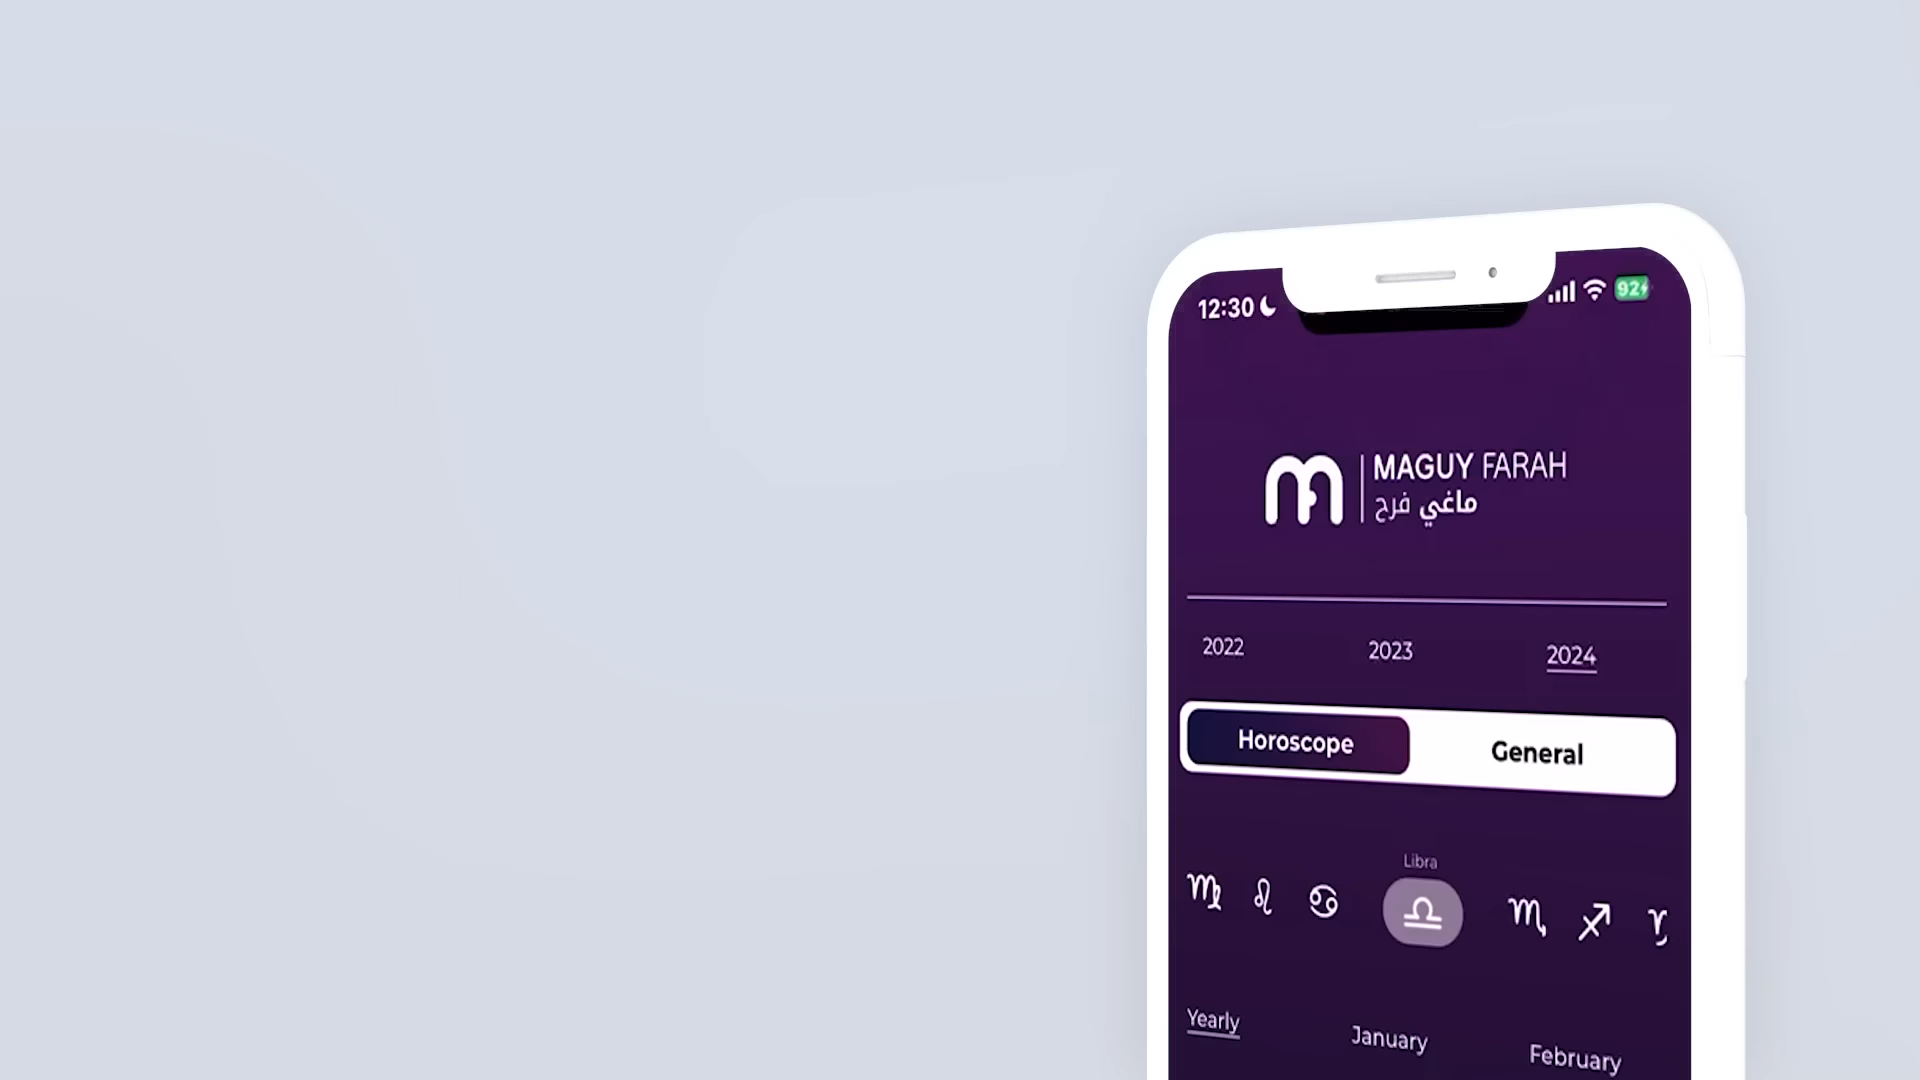 12:30
92
MAGUY FARAH
ماغي فرح
2022 2023 2024
Horoscope General
Libra
Yearly January February